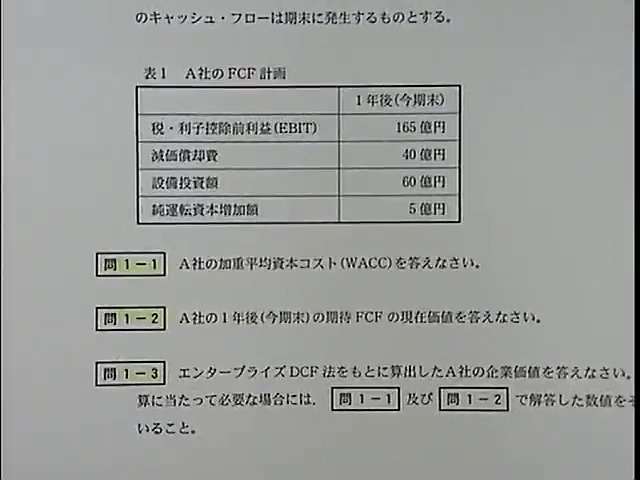 のキャッシュ・フローは期末に発生するものとする。
表1 A社のFCF計画
1年後(今期末)
税・利子控除前利益(EBIT) 165億円
減価償却費 40億円
設備投資額 60億円
純運転資本増加額 5億円
問1-1 A社の加重平均資本コスト(WACC)を答えなさい。
問1-2 A社の1年後(今期末)の期待FCFの現在価値を答えなさい。
問1-3 エンタープライズDCF法をもとに算出したA社の企業価値を答えなさい。
算に当たって必要な場合には、 問1-1 及び 問1-2 で解答した数値をそ
いること。